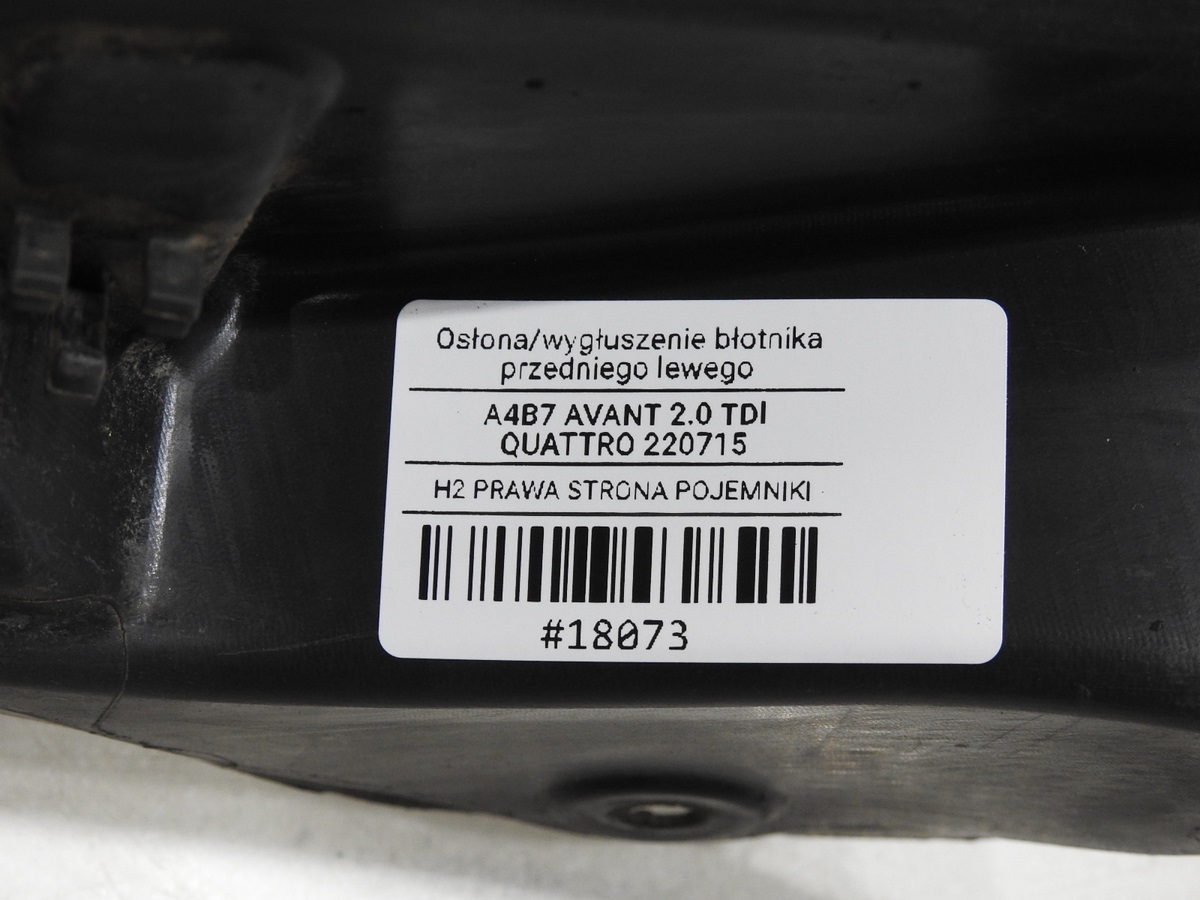 Osłona/wygłuszenie błotnika
przedniego lewego
A4B7 AVANT 2.0 TDI
QUATTRO 220715
H2 PRAWA STRONA POJEMNIKI
#18073